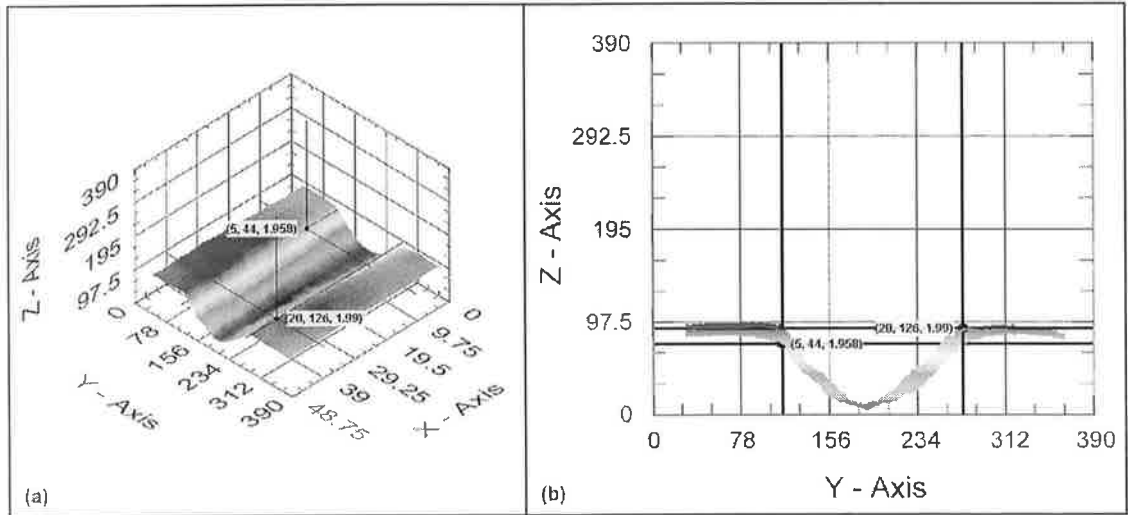 390
292.5
195
97.5
Z - Axis
0
78
156
234
312
390
Y - Axis
0
9.75
19.5
29.25
39
48.75
X - Axis
(5, 44, 1.958)
(20, 126, 1.99)
(a)
390
292.5
195
97.5
0
Z - Axis
(20, 126, 1.99)
(5, 44, 1.958)
0 78 156 234 312 390
Y - Axis
(b)